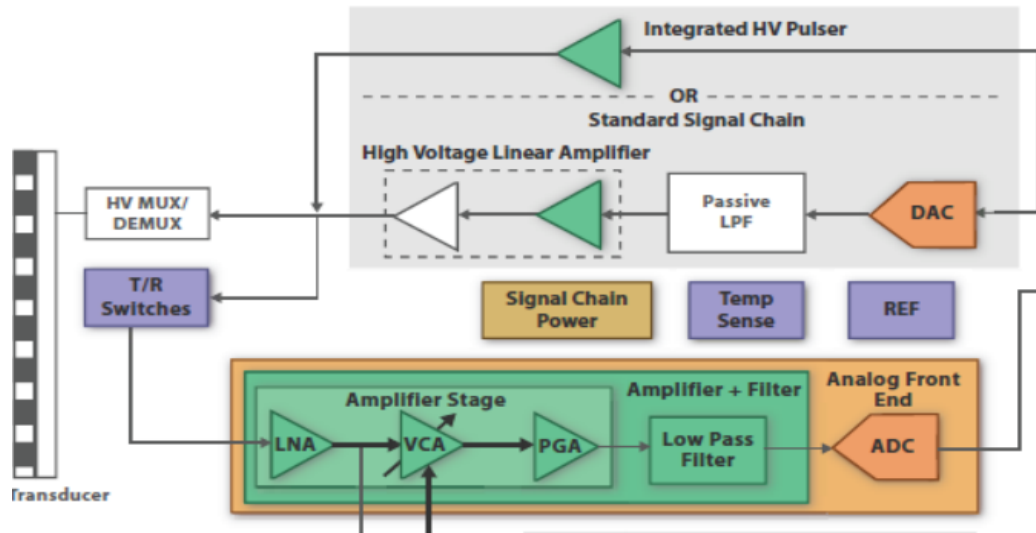 Integrated HV Pulser
OR
Standard Signal Chain
High Voltage Linear Amplifier
HV MUX/
DEMUX
Passive
LPF
DAC
T/R
Switches
Signal Chain
Power
Temp
Sense
REF
Amplifier + Filter
Analog Front
End
Amplifier Stage
LNA
VCA
PGA
Low Pass
Filter
ADC
Transducer